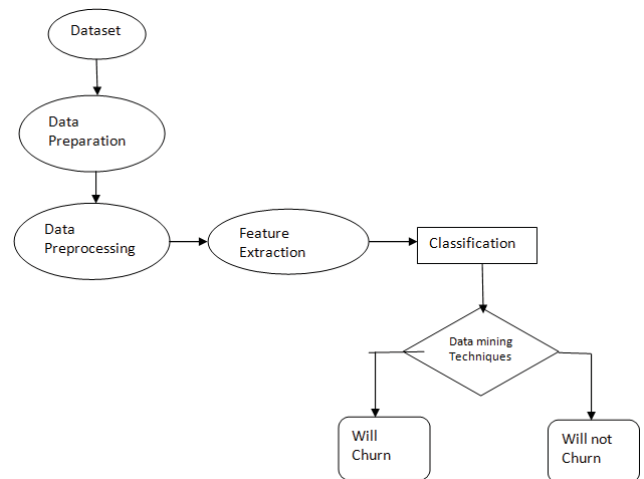 Dataset
Data
Preparation
Data
Preprocessing
Feature
Extraction
Classification
Data mining
Techniques
Will
Churn
Will not
Churn